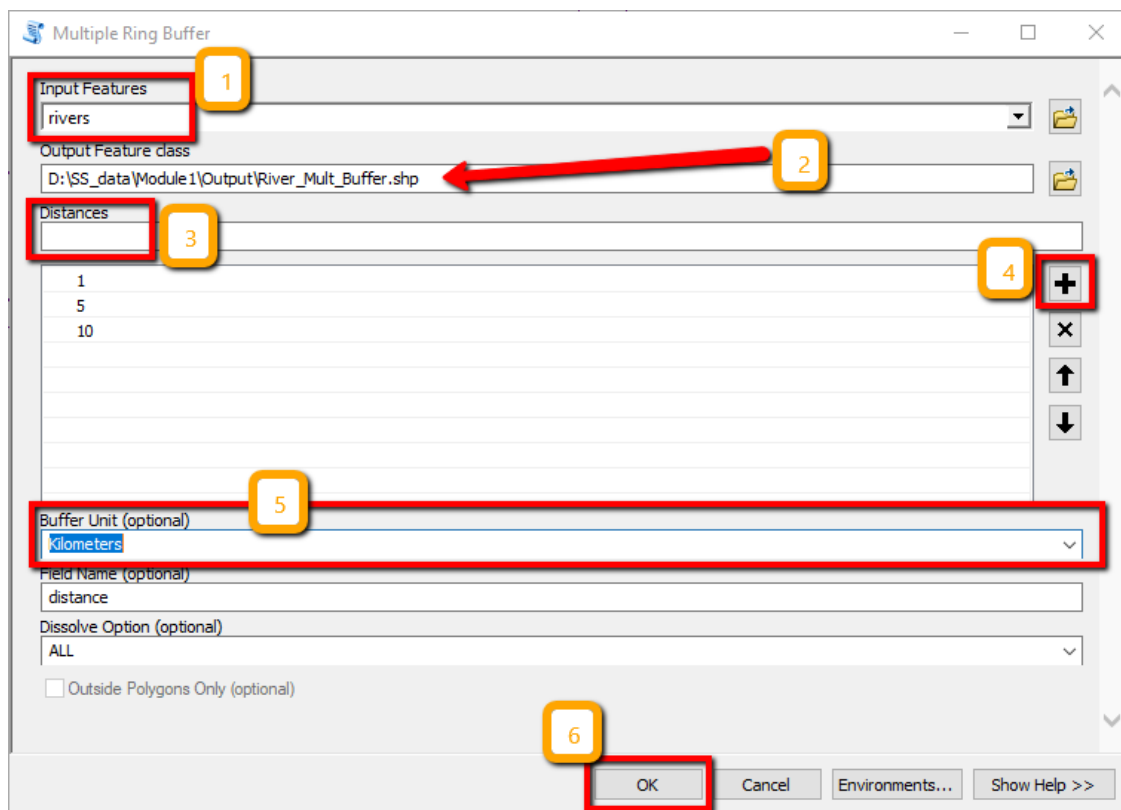 Multiple Ring Buffer
1
Input Features
rivers
Output Feature class
2
D:\SS_data\Module1\Output\River_Mult_Buffer.shp
Distances
3
4
1
5
10
5
Buffer Unit (optional)
Kilometers
Field Name (optional)
distance
Dissolve Option (optional)
ALL
Outside Polygons Only (optional)
6
OK Cancel Environments... Show Help >>